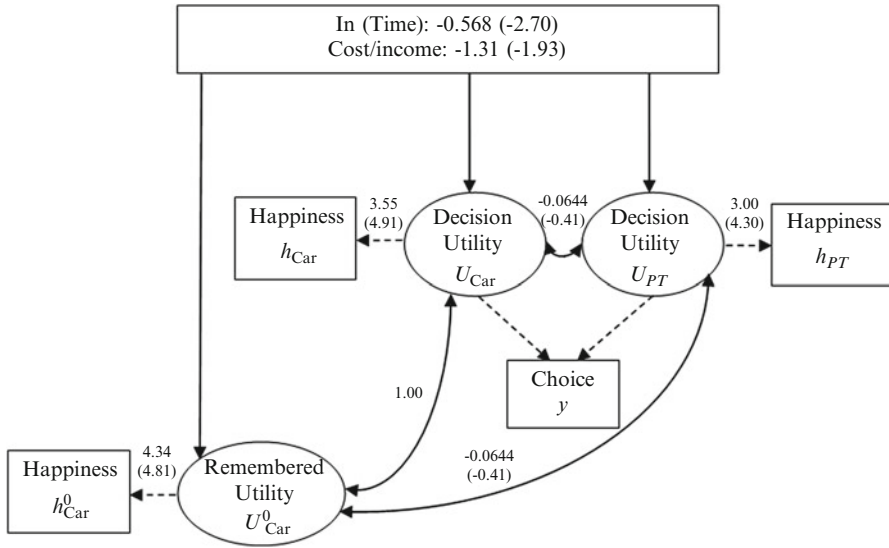 In (Time): -0.568 (-2.70)
Cost/income: -1.31 (-1.93)
Happiness
h_Car
3.55
(4.91)
Decision
Utility
U_Car
-0.0644
(-0.41)
Decision
Utility
U_PT
3.00
(4.30)
Happiness
h_PT
Choice
y
1.00
-0.0644
(-0.41)
Happiness
h^0_Car
4.34
(4.81)
Remembered
Utility
U^0_Car